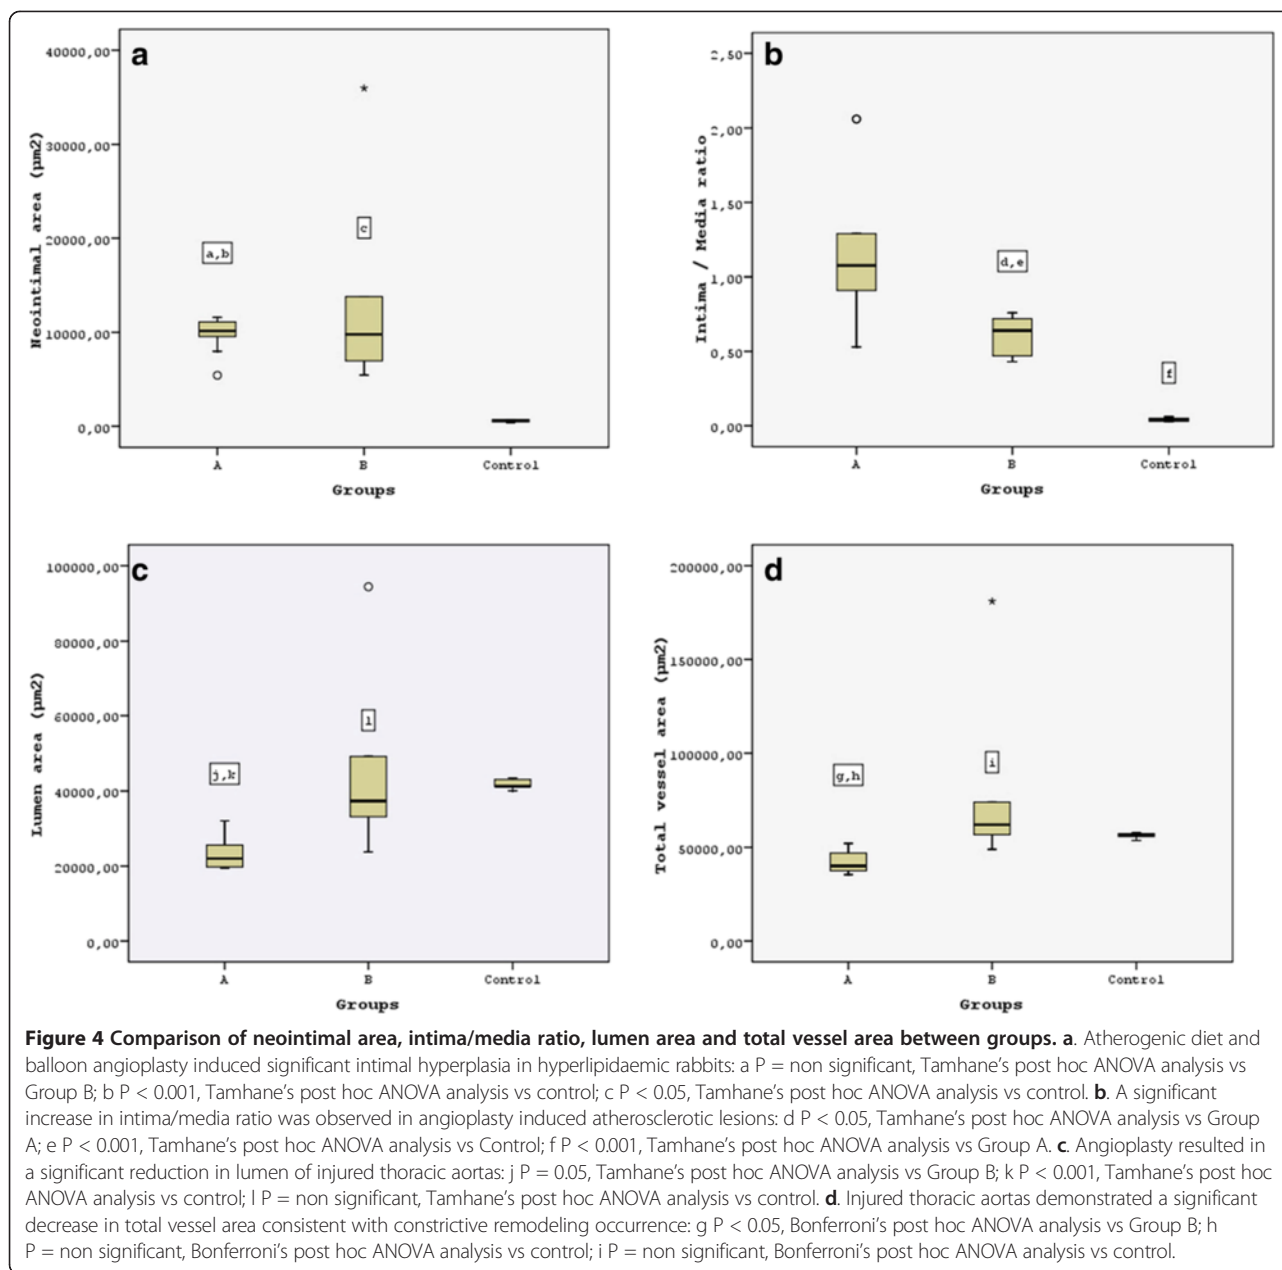 a
40000,00
30000,00
20000,00
10000,00
0,00
Neointimal area (µm2)
*
c
a,b
A
B
Control
Groups
b
2,50
2,00
1,50
1,00
0,50
0,00
Intima / Media ratio
d,e
f
A
B
Control
Groups
c
100000,00
80000,00
60000,00
40000,00
20000,00
0,00
Lumen area (µm2)
l
j,k
A
B
Control
Groups
d
200000,00
150000,00
100000,00
50000,00
0,00
Total vessel area (µm2)
*
i
g,h
A
B
Control
Groups
Figure 4 Comparison of neointimal area, intima/media ratio, lumen area and total vessel area between groups. a. Atherogenic diet and
balloon angioplasty induced significant intimal hyperplasia in hyperlipidaemic rabbits: a P = non significant, Tamhane's post hoc ANOVA analysis vs
Group B; b P < 0.001, Tamhane's post hoc ANOVA analysis vs control; c P < 0.05, Tamhane's post hoc ANOVA analysis vs control. b. A significant
increase in intima/media ratio was observed in angioplasty induced atherosclerotic lesions: d P < 0.05, Tamhane's post hoc ANOVA analysis vs Group
A; e P < 0.001, Tamhane's post hoc ANOVA analysis vs Control; f P < 0.001, Tamhane's post hoc ANOVA analysis vs Group A. c. Angioplasty resulted in
a significant reduction in lumen of injured thoracic aortas: j P = 0.05, Tamhane's post hoc ANOVA analysis vs Group B; k P < 0.001, Tamhane's post hoc
ANOVA analysis vs control; l P = non significant, Tamhane's post hoc ANOVA analysis vs control. d. Injured thoracic aortas demonstrated a significant
decrease in total vessel area consistent with constrictive remodeling occurrence: g P < 0.05, Bonferroni's post hoc ANOVA analysis vs Group B; h
P = non significant, Bonferroni's post hoc ANOVA analysis vs control; i P = non significant, Bonferroni's post hoc ANOVA analysis vs control.